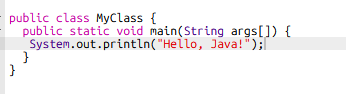 public class MyClass {
  public static void main(String args[]) {
    System.out.println("Hello, Java!");
  }
}